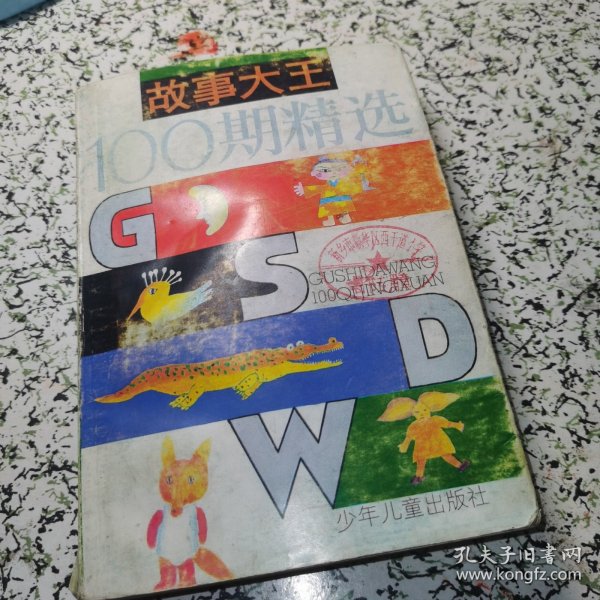 故事大王
100期精选
G
S
GUSHIDAWANG
100QIJINGXUAN
D
W
少年儿童出版社
孔夫子旧书网
www.kongfz.com